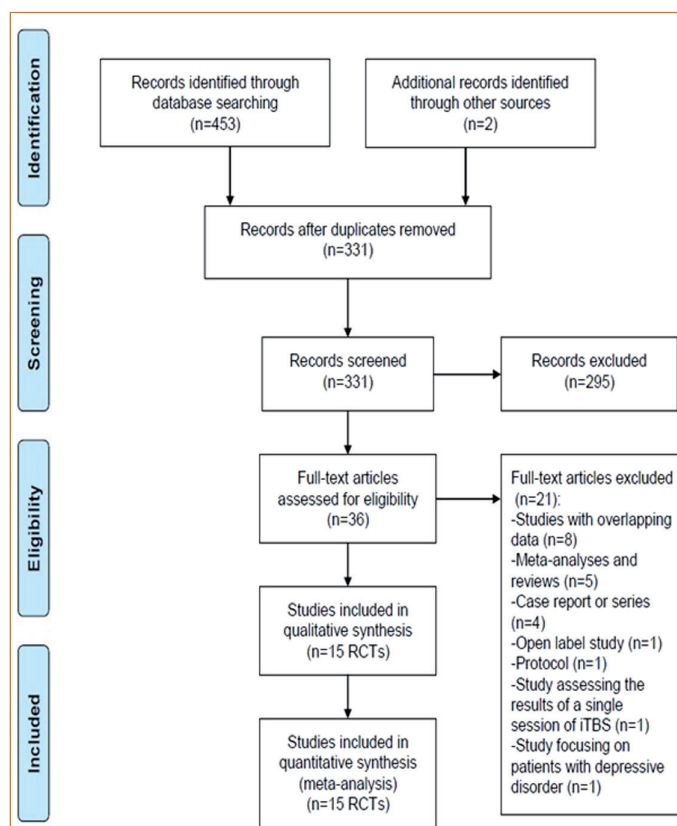 Identification
Records identified through
database searching
(n=453)
Additional records identified
through other sources
(n=2)
Records after duplicates removed
(n=331)
Screening
Records screened
(n=331)
Records excluded
(n=295)
Eligibility
Full-text articles
assessed for eligibility
(n=36)
Full-text articles excluded
(n=21):
-Studies with overlapping
data (n=8)
-Meta-analyses and
reviews (n=5)
-Case report or series
(n=4)
-Open label study (n=1)
-Protocol (n=1)
-Study assessing the
results of a single
session of iTBS (n=1)
-Study focusing on
patients with depressive
disorder (n=1)
Studies included in
qualitative synthesis
(n=15 RCTs)
Included
Studies included in
quantitative synthesis
(meta-analysis)
(n=15 RCTs)